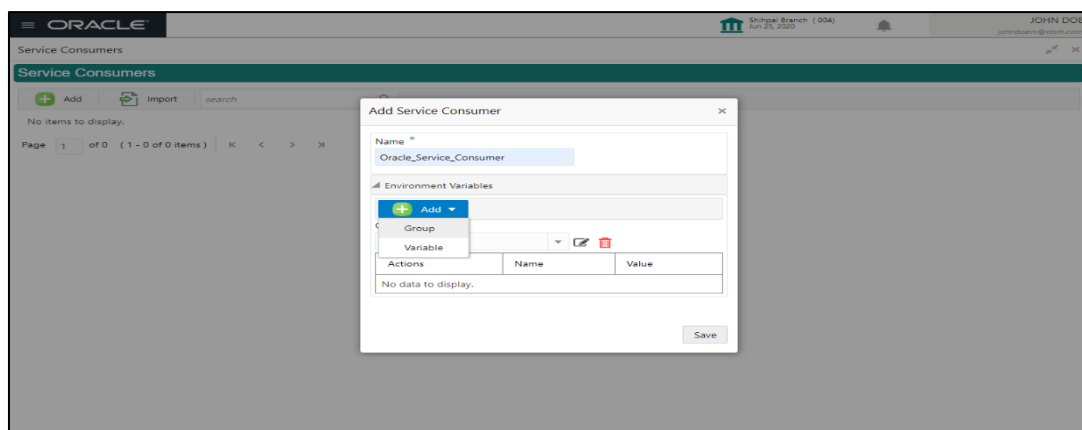 ORACLE
Shihpai Branch ( 004)
Jun 25, 2020
JOHN DOE
Service Consumers
Service Consumers
Add Import search
No items to display.
Page 1 of 0 ( 1 - 0 of 0 items )
Add Service Consumer
Name *
Oracle_Service_Consumer
Environment Variables
Add
Group
Variable
Actions Name Value
No data to display.
Save